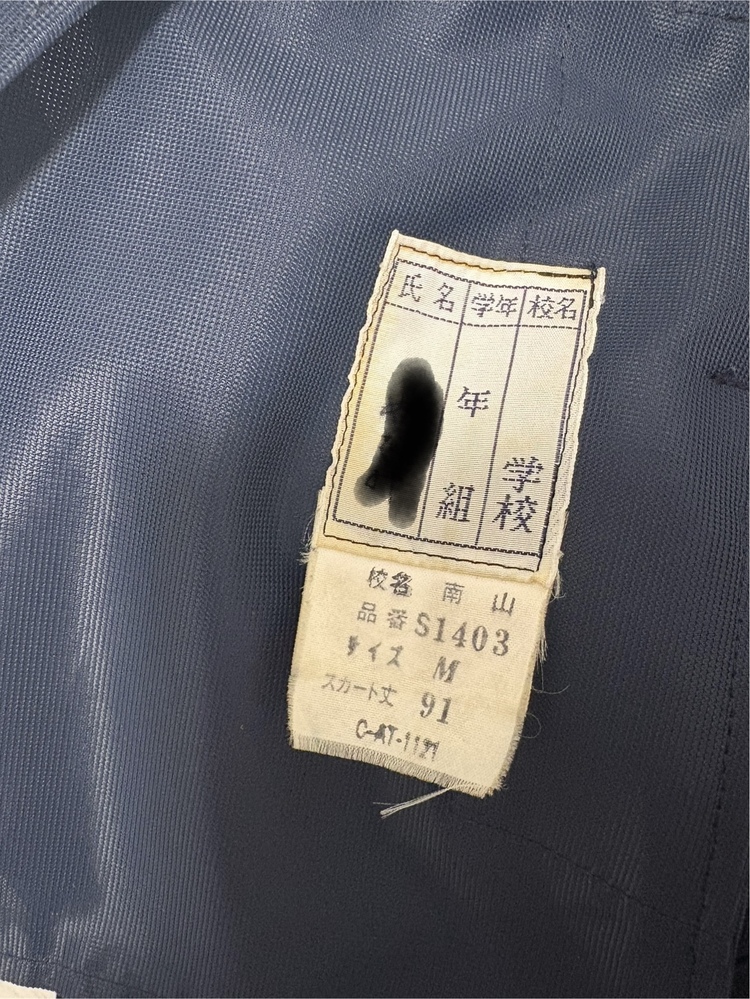 氏名 学年 校名
年
組
学校
校名 南山
品番 S1403
サイズ M
スカート丈 91
C-AT-1121